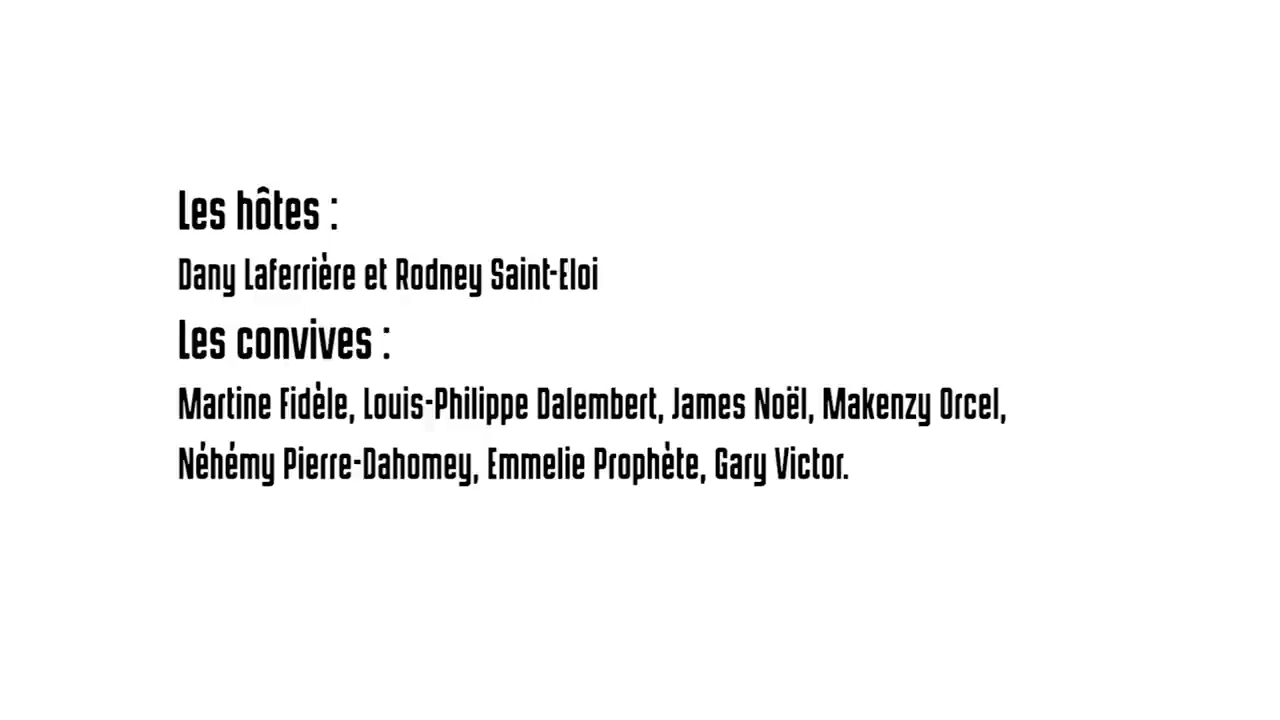 Les hôtes :
Dany Laferrière et Rodney Saint-Eloi
Les convives :
Martine Fidèle, Louis-Philippe Dalembert, James Noël, Makenzy Orcel,
Néhémy Pierre-Dahomey, Emmelie Prophète, Gary Victor.